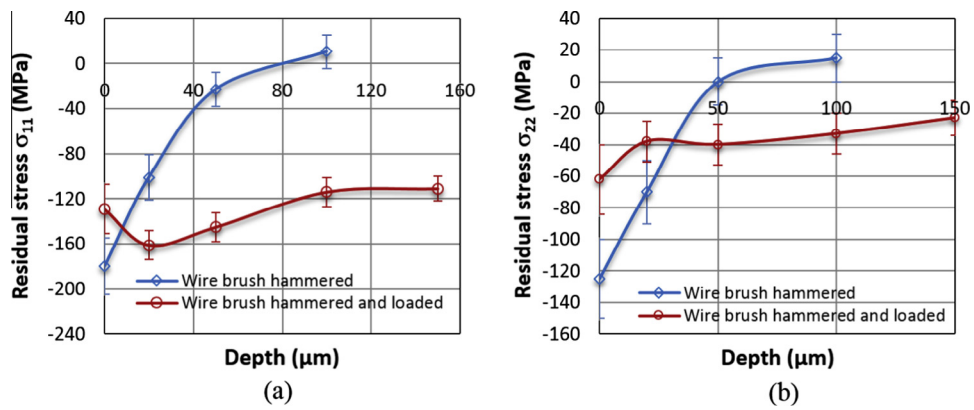 Residual stress σ11 (MPa)
40
0
-40
-80
-120
-160
-200
-240
0 40 80 120 160
Wire brush hammered
Wire brush hammered and loaded
Depth (µm)
(a)
Residual stress σ22 (MPa)
40
20
0
-20
-40
-60
-80
-100
-120
-140
-160
0 50 100 150
Wire brush hammered
Wire brush hammered and loaded
Depth (µm)
(b)